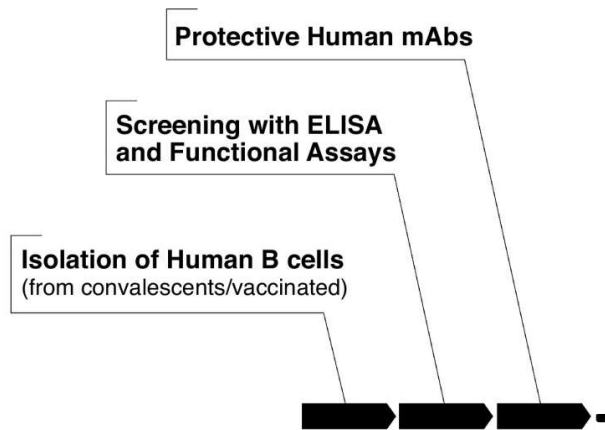 Protective Human mAbs
Screening with ELISA
and Functional Assays
Isolation of Human B cells
(from convalescents/vaccinated)